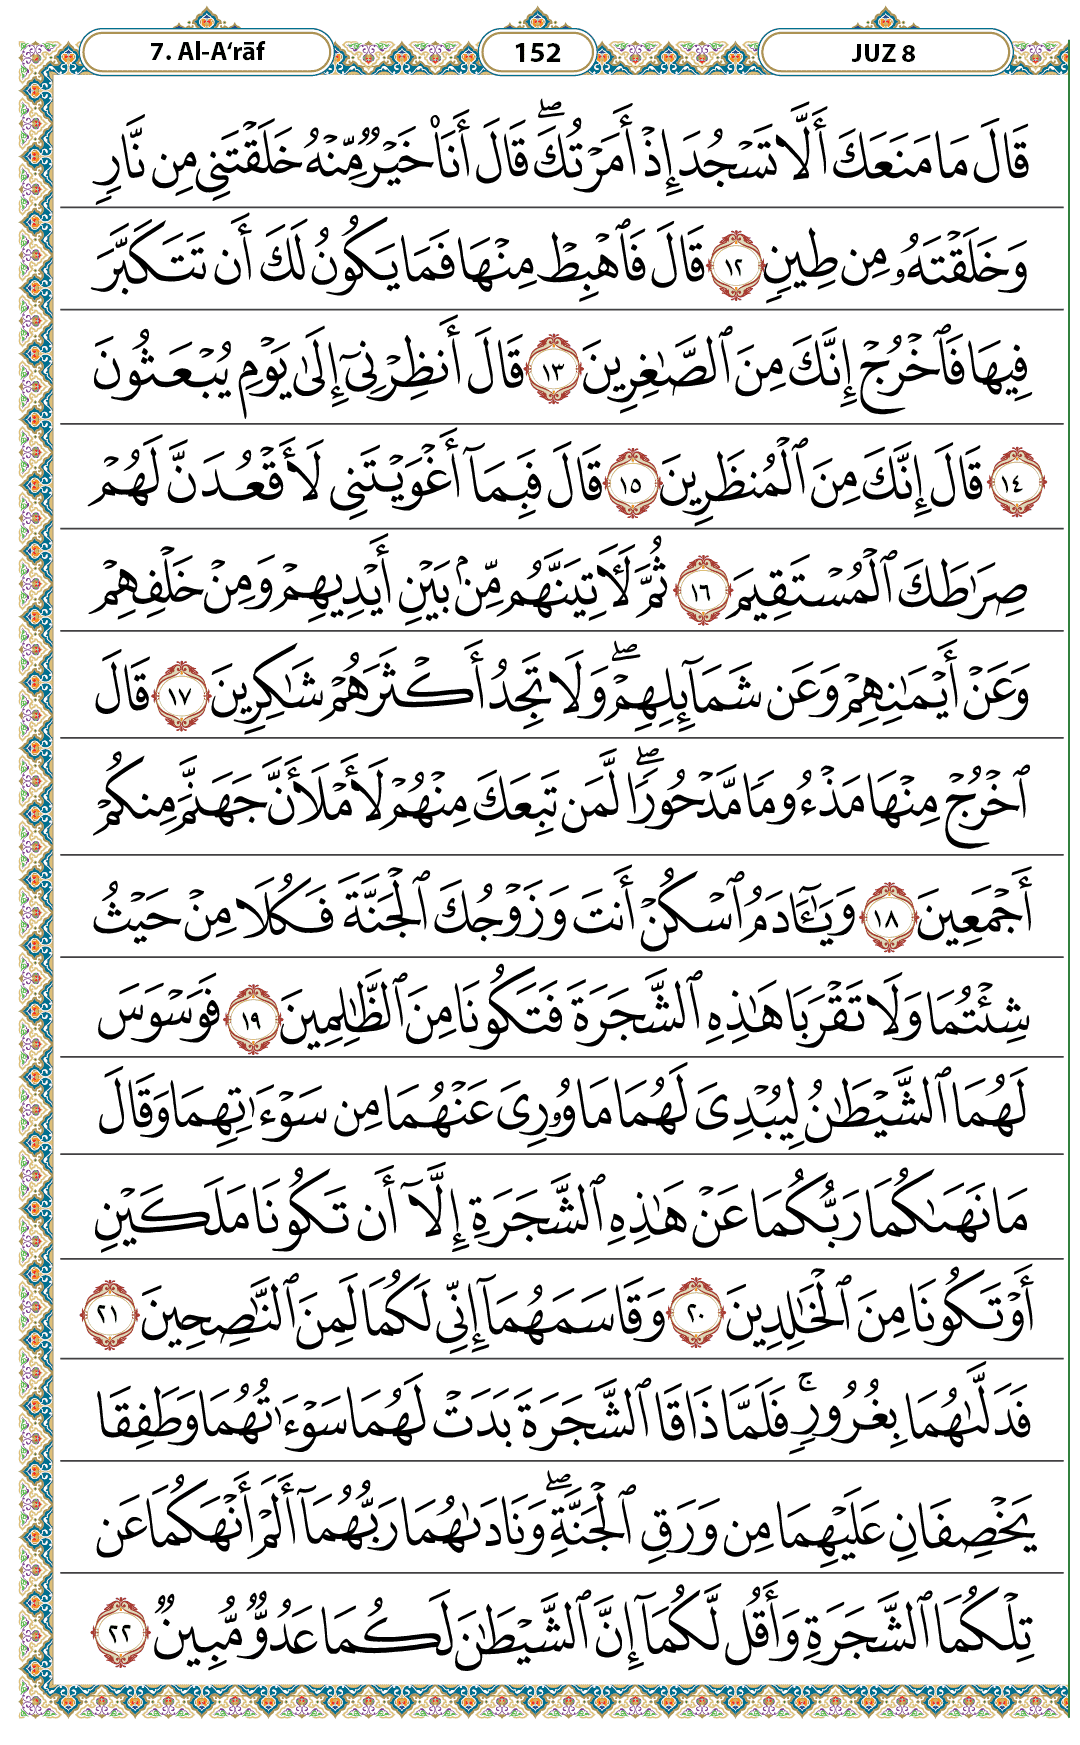 7. Al-A‘rāf 152 JUZ 8
قَالَ مَا مَنَعَكَ أَلَّا تَسْجُدَ إِذْ أَمَرْتُكَ ۖ قَالَ أَنَا۠ خَيْرٌ مِّنْهُ خَلَقْتَنِى مِن نَّارٍ
وَخَلَقْتَهُۥ مِن طِينٍ ١٢ قَالَ فَٱهْبِطْ مِنْهَا فَمَا يَكُونُ لَكَ أَن تَتَكَبَّرَ
فِيهَا فَٱخْرُجْ إِنَّكَ مِنَ ٱلصَّـٰغِرِينَ ١٣ قَالَ أَنظِرْنِىٓ إِلَىٰ يَوْمِ يُبْعَثُونَ
١٤ قَالَ إِنَّكَ مِنَ ٱلْمُنظَرِينَ ١٥ قَالَ فَبِمَآ أَغْوَيْتَنِى لَأَقْعُدَنَّ لَهُمْ
صِرَٰطَكَ ٱلْمُسْتَقِيمَ ١٦ ثُمَّ لَـَٔاتِيَنَّهُم مِّنۢ بَيْنِ أَيْدِيهِمْ وَمِنْ خَلْفِهِمْ
وَعَنْ أَيْمَـٰنِهِمْ وَعَن شَمَآئِلِهِمْ ۖ وَلَا تَجِدُ أَكْثَرَهُمْ شَـٰكِرِينَ ١٧ قَالَ
ٱخْرُجْ مِنْهَا مَذْءُومًا مَّدْحُورًا ۖ لَّمَن تَبِعَكَ مِنْهُمْ لَأَمْلَأَنَّ جَهَنَّمَ مِنكُمْ
أَجْمَعِينَ ١٨ وَيَـٰٓـَٔادَمُ ٱسْكُنْ أَنتَ وَزَوْجُكَ ٱلْجَنَّةَ فَكُلَا مِنْ حَيْثُ
شِئْتُمَا وَلَا تَقْرَبَا هَـٰذِهِ ٱلشَّجَرَةَ فَتَكُونَا مِنَ ٱلظَّـٰلِمِينَ ١٩ فَوَسْوَسَ
لَهُمَا ٱلشَّيْطَـٰنُ لِيُبْدِىَ لَهُمَا مَا وُۥرِىَ عَنْهُمَا مِن سَوْءَٰتِهِمَا وَقَالَ
مَا نَهَىٰكُمَا رَبُّكُمَا عَنْ هَـٰذِهِ ٱلشَّجَرَةِ إِلَّآ أَن تَكُونَا مَلَكَيْنِ
أَوْ تَكُونَا مِنَ ٱلْخَـٰلِدِينَ ٢٠ وَقَاسَمَهُمَآ إِنِّى لَكُمَا لَمِنَ ٱلنَّـٰصِحِينَ ٢١
فَدَلَّىٰهُمَا بِغُرُورٍ ۚ فَلَمَّا ذَاقَا ٱلشَّجَرَةَ بَدَتْ لَهُمَا سَوْءَٰتُهُمَا وَطَفِقَا
يَخْصِفَانِ عَلَيْهِمَا مِن وَرَقِ ٱلْجَنَّةِ ۖ وَنَادَىٰهُمَا رَبُّهُمَآ أَلَمْ أَنْهَكُمَا عَن
تِلْكُمَا ٱلشَّجَرَةِ وَأَقُل لَّكُمَآ إِنَّ ٱلشَّيْطَـٰنَ لَكُمَا عَدُوٌّ مُّبِينٌ ٢٢